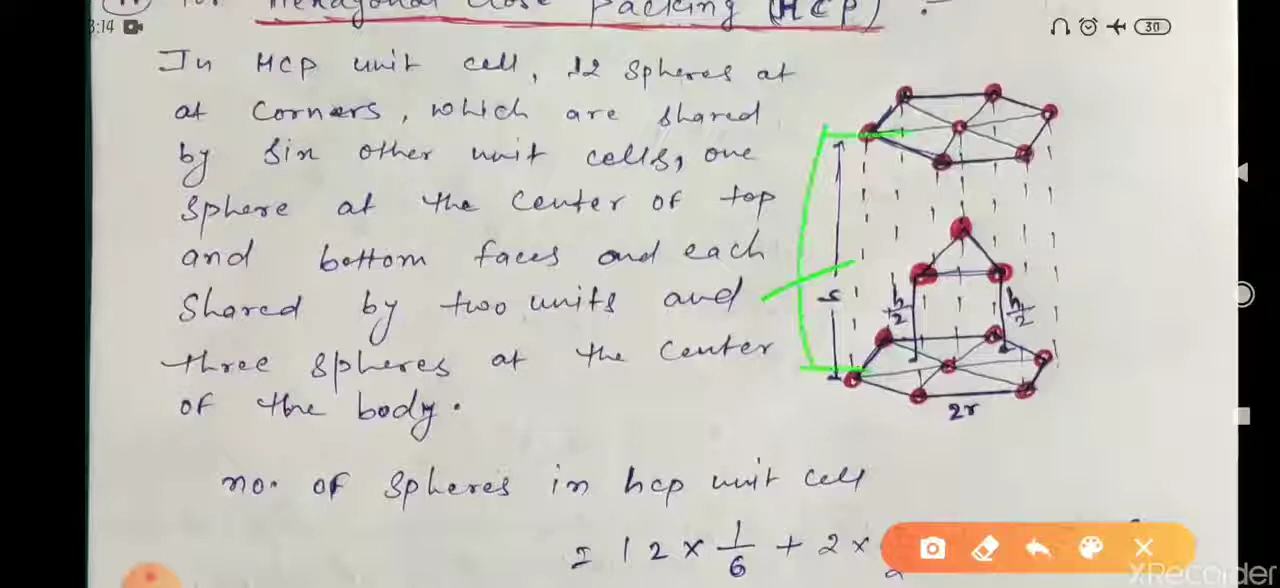 Hexagonal Close Packing (HCP) :-
3:14
30
In HCP unit cell, 12 spheres at
at corners, which are shared
by six other unit cells, one
sphere at the center of top
and bottom faces and each
shared by two units and
three spheres at the center
of the body.
h
h/2
h/2
2r
no. of spheres in hcp unit cell
= 12 x 1/6 + 2 x
XRecorder